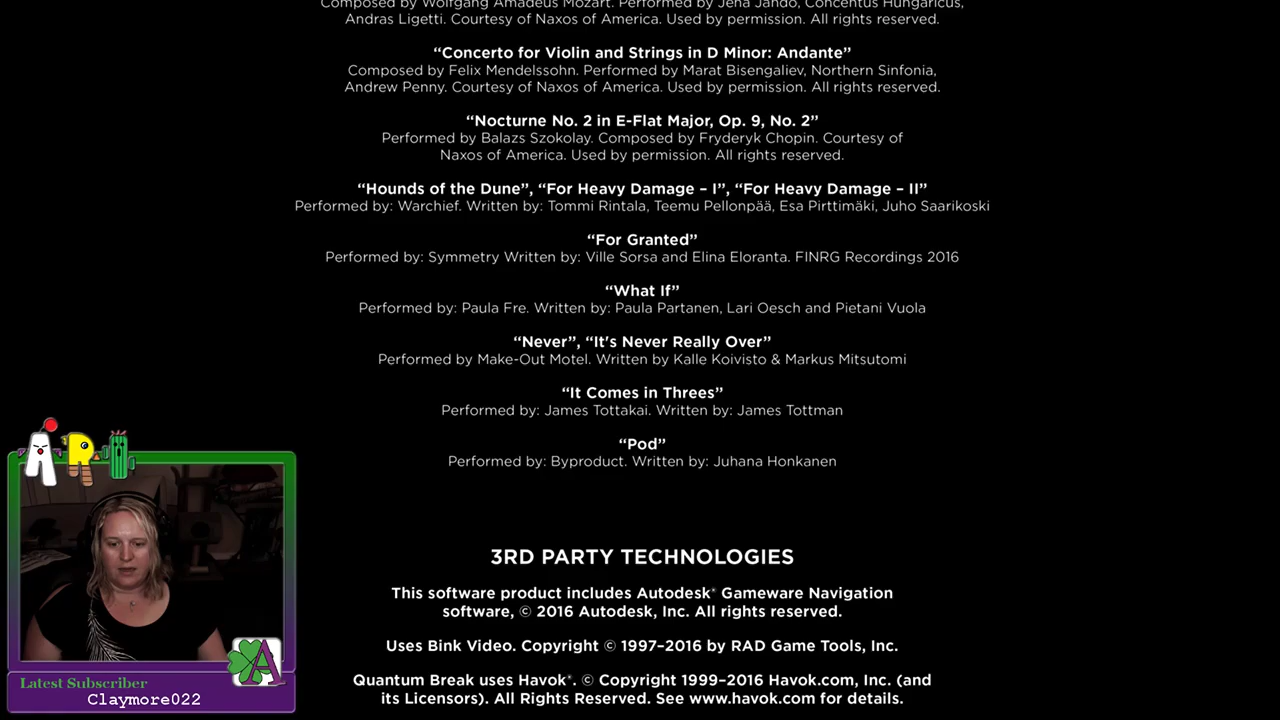 Composed by Wolfgang Amadeus Mozart. Performed by Jena Jando, Concentus Hungaricus,
Andras Ligetti. Courtesy of Naxos of America. Used by permission. All rights reserved.
“Concerto for Violin and Strings in D Minor: Andante”
Composed by Felix Mendelssohn. Performed by Marat Bisengaliev, Northern Sinfonia,
Andrew Penny. Courtesy of Naxos of America. Used by permission. All rights reserved.
“Nocturne No. 2 in E-Flat Major, Op. 9, No. 2”
Performed by Balazs Szokolay. Composed by Fryderyk Chopin. Courtesy of
Naxos of America. Used by permission. All rights reserved.
“Hounds of the Dune”, “For Heavy Damage – I”, “For Heavy Damage – II”
Performed by: Warchief. Written by: Tommi Rintala, Teemu Pellonpää, Esa Pirttimäki, Juho Saarikoski
“For Granted”
Performed by: Symmetry Written by: Ville Sorsa and Elina Eloranta. FINRG Recordings 2016
“What If”
Performed by: Paula Fre. Written by: Paula Partanen, Lari Oesch and Pietani Vuola
“Never”, “It's Never Really Over”
Performed by Make-Out Motel. Written by Kalle Koivisto & Markus Mitsutomi
“It Comes in Threes”
Performed by: James Tottakai. Written by: James Tottman
“Pod”
Performed by: Byproduct. Written by: Juhana Honkanen
3RD PARTY TECHNOLOGIES
This software product includes Autodesk® Gameware Navigation
software, © 2016 Autodesk, Inc. All rights reserved.
Uses Bink Video. Copyright © 1997–2016 by RAD Game Tools, Inc.
Quantum Break uses Havok®. © Copyright 1999–2016 Havok.com, Inc. (and
its Licensors). All Rights Reserved. See www.havok.com for details.
A
Latest Subscriber
Claymore022